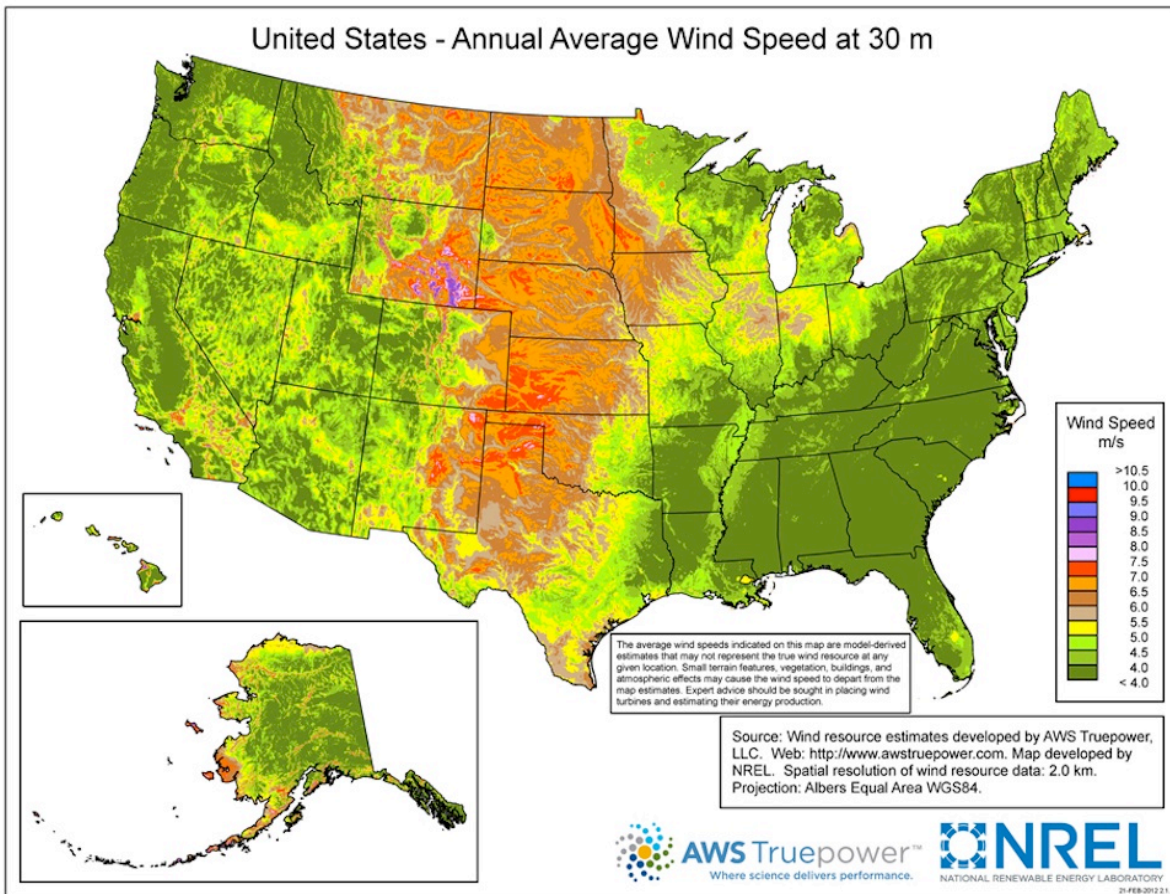 United States - Annual Average Wind Speed at 30 m
Wind Speed
m/s
>10.5
10.0
9.5
9.0
8.5
8.0
7.5
7.0
6.5
6.0
5.5
5.0
4.5
4.0
< 4.0
The average wind speeds indicated on this map are model-derived
estimates that may not represent the true wind resource at any
given location. Small terrain features, vegetation, buildings, and
atmospheric effects may cause the wind speed to depart from the
map estimates. Expert advice should be sought in placing wind
turbines and estimating their energy production.
Source: Wind resource estimates developed by AWS Truepower,
LLC. Web: http://www.awstruepower.com. Map developed by
NREL. Spatial resolution of wind resource data: 2.0 km.
Projection: Albers Equal Area WGS84.
AWS Truepower™
Where science delivers performance.
NREL
NATIONAL RENEWABLE ENERGY LABORATORY